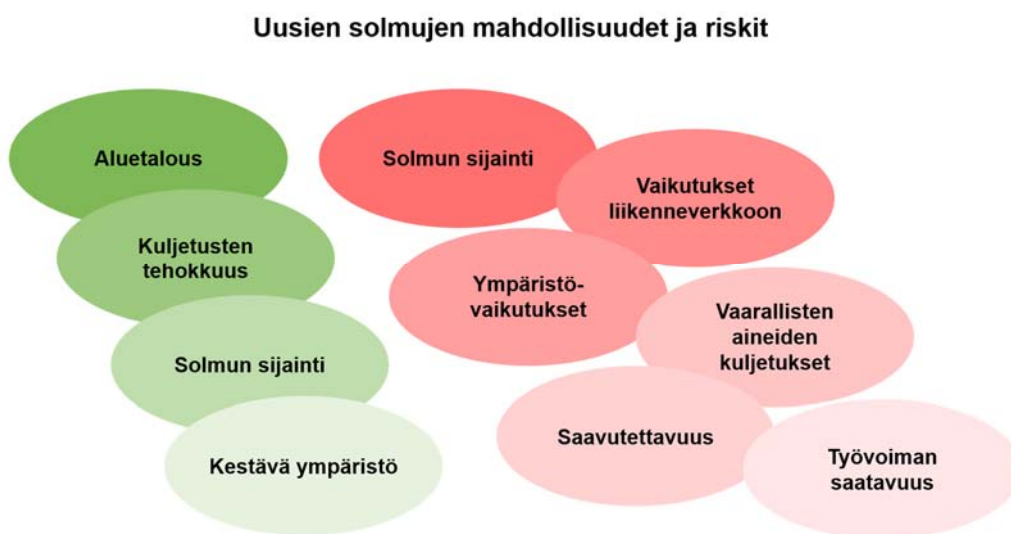 Uusien solmujen mahdollisuudet ja riskit
Aluetalous
Kuljetusten
tehokkuus
Solmun sijainti
Kestävä ympäristö
Solmun sijainti
Vaikutukset
liikenneverkkoon
Ympäristö-
vaikutukset
Vaarallisten
aineiden
kuljetukset
Saavutettavuus
Työvoiman
saatavuus